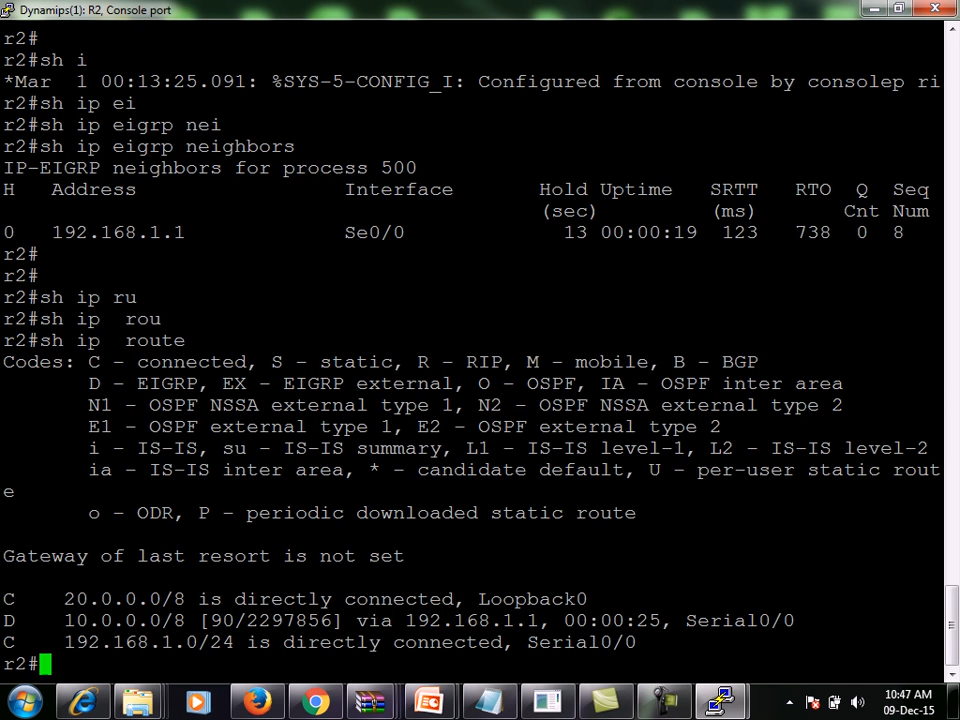 Dynamips(1): R2, Console port
r2#
r2#sh i
*Mar  1 00:13:25.091: %SYS-5-CONFIG_I: Configured from console by consolep ri
r2#sh ip ei
r2#sh ip eigrp nei
r2#sh ip eigrp neighbors
IP-EIGRP neighbors for process 500
H   Address                 Interface       Hold Uptime   SRTT   RTO  Q  Seq
                                            (sec)         (ms)       Cnt Num
0   192.168.1.1             Se0/0             13 00:00:19  123   738  0  8
r2#
r2#
r2#sh ip ru
r2#sh ip  rou
r2#sh ip  route
Codes: C - connected, S - static, R - RIP, M - mobile, B - BGP
       D - EIGRP, EX - EIGRP external, O - OSPF, IA - OSPF inter area
       N1 - OSPF NSSA external type 1, N2 - OSPF NSSA external type 2
       E1 - OSPF external type 1, E2 - OSPF external type 2
       i - IS-IS, su - IS-IS summary, L1 - IS-IS level-1, L2 - IS-IS level-2
       ia - IS-IS inter area, * - candidate default, U - per-user static rout
e
       o - ODR, P - periodic downloaded static route
Gateway of last resort is not set
C    20.0.0.0/8 is directly connected, Loopback0
D    10.0.0.0/8 [90/2297856] via 192.168.1.1, 00:00:25, Serial0/0
C    192.168.1.0/24 is directly connected, Serial0/0
r2#
10:47 AM
09-Dec-15